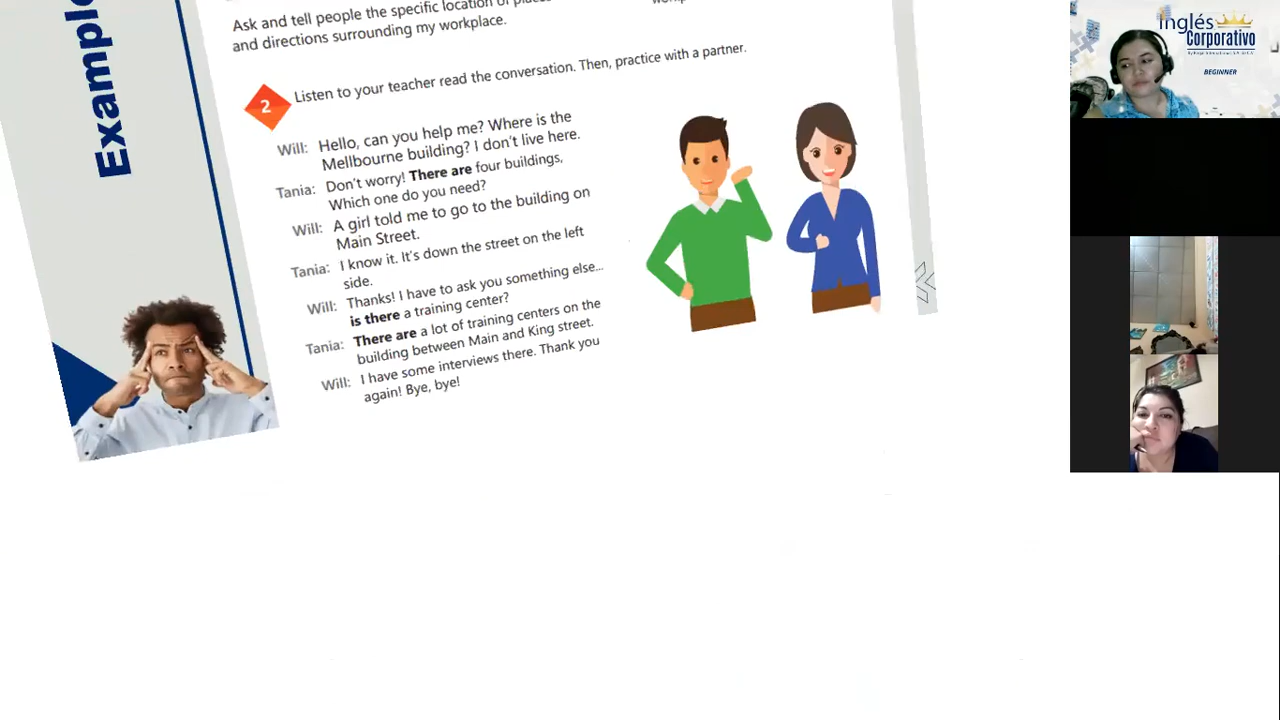 Example
Ask and tell people the specific location of
and directions surrounding my workplace.
2
Listen to your teacher read the conversation. Then, practice with a partner.
Will: Hello, can you help me? Where is the
Mellbourne building? I don't live here.
Tania: Don't worry! There are four buildings,
Which one do you need?
Will: A girl told me to go to the building on
Main Street.
Tania: I know it. It's down the street on the left
side.
Will: Thanks! I have to ask you something else...
is there a training center?
Tania: There are a lot of training centers on the
building between Main and King street.
Will: I have some interviews there. Thank you
again! Bye, bye!
Inglés
Corporativo
BEGINNER